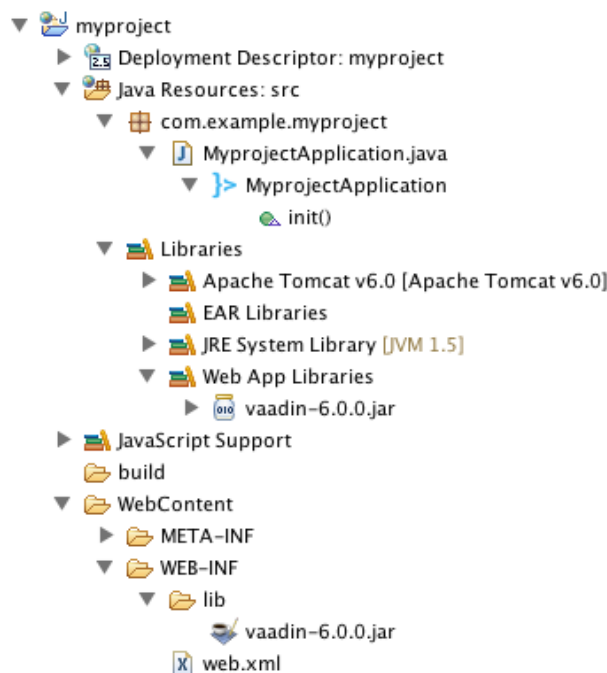 myproject
Deployment Descriptor: myproject
Java Resources: src
com.example.myproject
MyprojectApplication.java
MyprojectApplication
init()
Libraries
Apache Tomcat v6.0 [Apache Tomcat v6.0]
EAR Libraries
JRE System Library [JVM 1.5]
Web App Libraries
vaadin-6.0.0.jar
JavaScript Support
build
WebContent
META-INF
WEB-INF
lib
vaadin-6.0.0.jar
web.xml